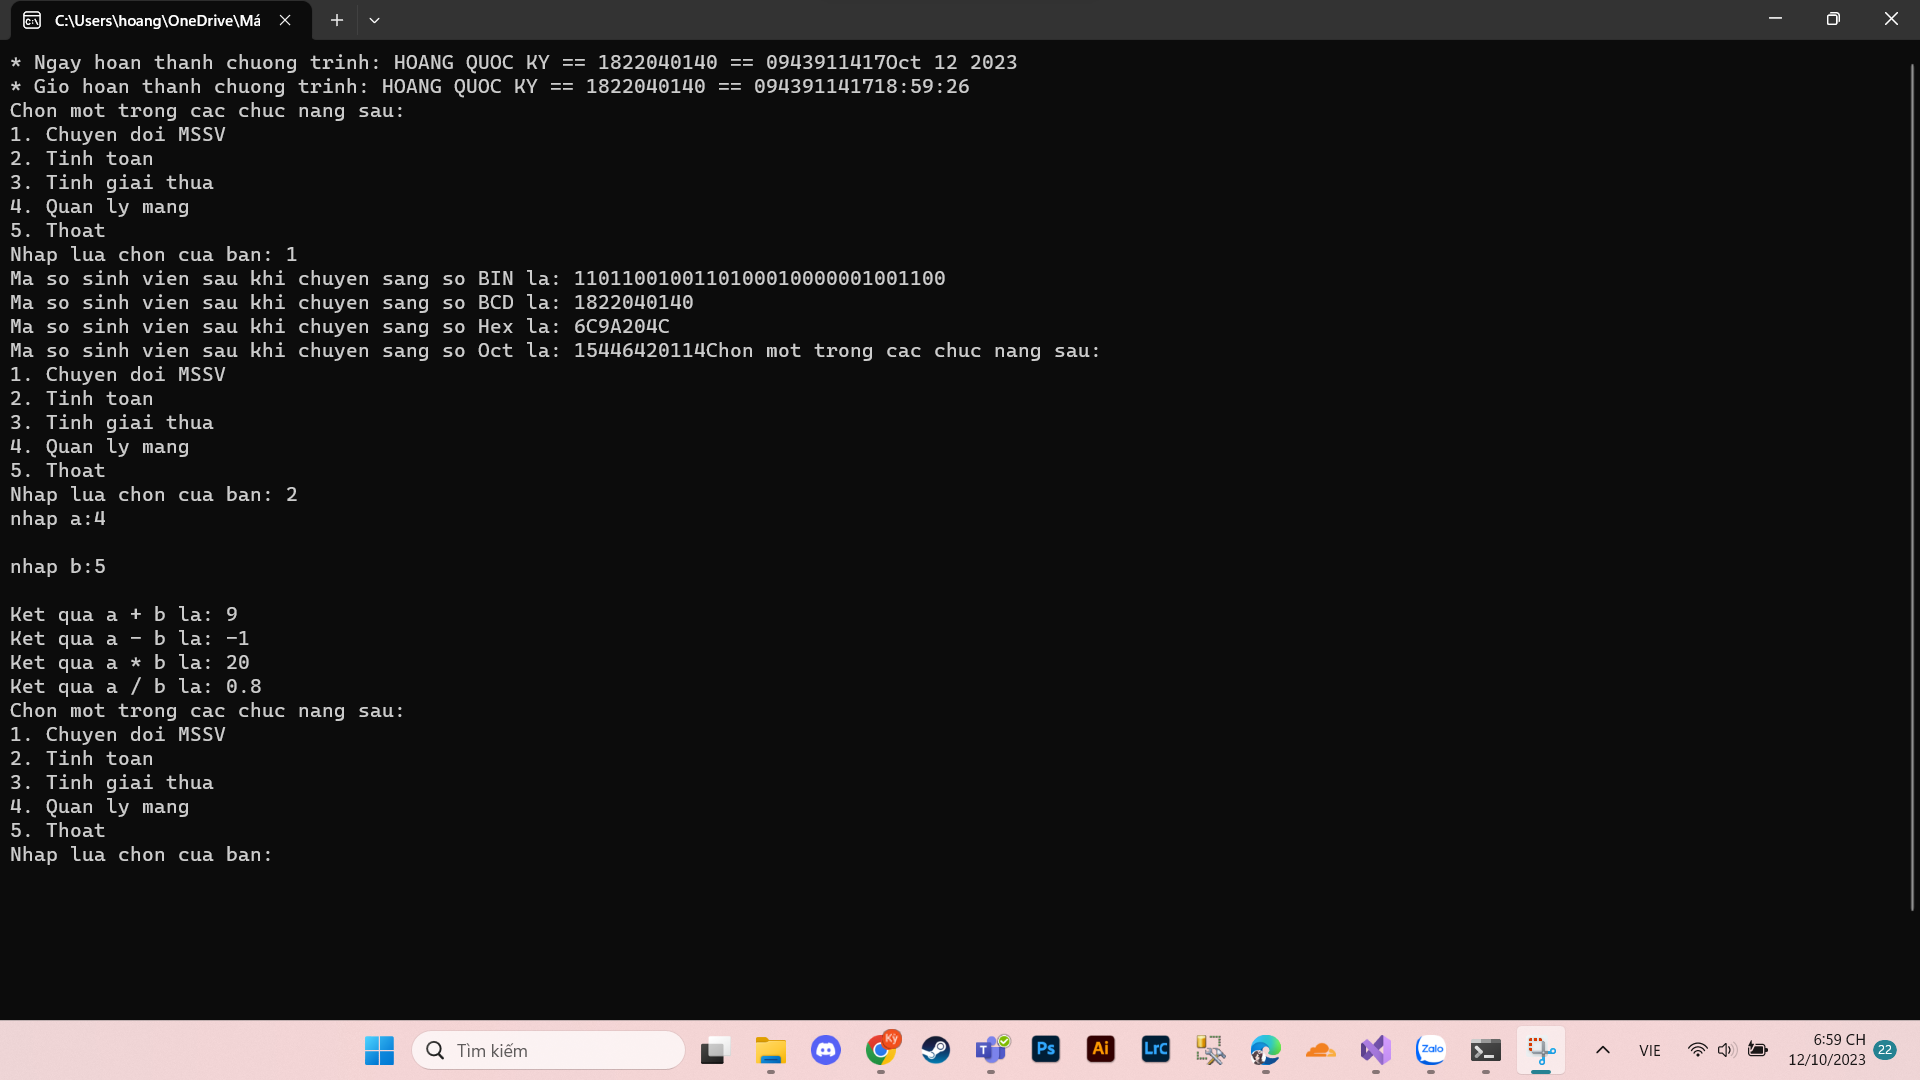 C:\Users\hoang\OneDrive\Má
* Ngay hoan thanh chuong trinh: HOANG QUOC KY == 1822040140 == 0943911417Oct 12 2023
* Gio hoan thanh chuong trinh: HOANG QUOC KY == 1822040140 == 094391141718:59:26
Chon mot trong cac chuc nang sau:
1. Chuyen doi MSSV
2. Tinh toan
3. Tinh giai thua
4. Quan ly mang
5. Thoat
Nhap lua chon cua ban: 1
Ma so sinh vien sau khi chuyen sang so BIN la: 1101100100110100010000001001100
Ma so sinh vien sau khi chuyen sang so BCD la: 1822040140
Ma so sinh vien sau khi chuyen sang so Hex la: 6C9A204C
Ma so sinh vien sau khi chuyen sang so Oct la: 15446420114Chon mot trong cac chuc nang sau:
1. Chuyen doi MSSV
2. Tinh toan
3. Tinh giai thua
4. Quan ly mang
5. Thoat
Nhap lua chon cua ban: 2
nhap a:4
nhap b:5
Ket qua a + b la: 9
Ket qua a - b la: -1
Ket qua a * b la: 20
Ket qua a / b la: 0.8
Chon mot trong cac chuc nang sau:
1. Chuyen doi MSSV
2. Tinh toan
3. Tinh giai thua
4. Quan ly mang
5. Thoat
Nhap lua chon cua ban:
Tìm kiếm
Kỳ
T
Ps
Ai
LrC
Zalo
VIE
6:59 CH
12/10/2023
22